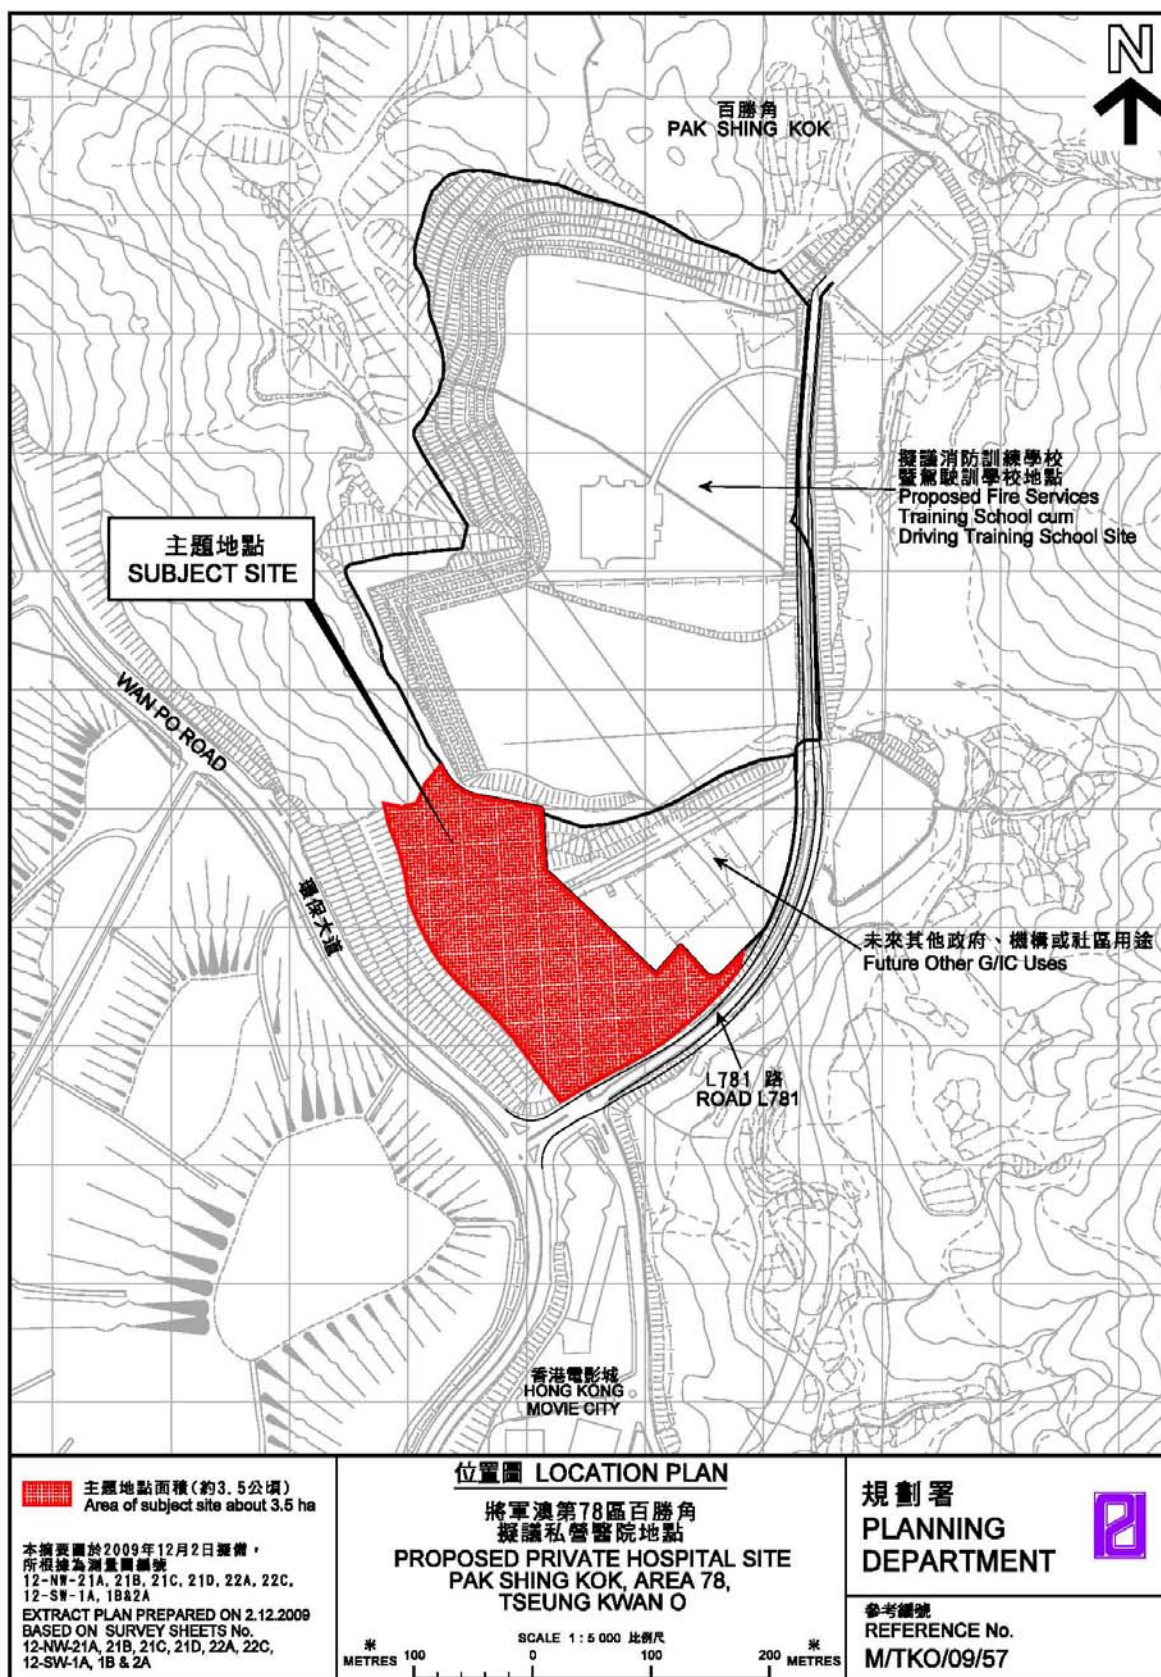 N
百勝角
PAK SHING KOK
擬議消防訓練學校
暨駕駛訓學校地點
Proposed Fire Services
Training School cum
Driving Training School Site
主題地點
SUBJECT SITE
WAN PO ROAD
環保大道
未來其他政府、機構或社區用途
Future Other G/IC Uses
L781 路
ROAD L781
香港電影城
HONG KONG
MOVIE CITY
主題地點面積(約3.5公頃)
Area of subject site about 3.5 ha
本摘要圖於2009年12月2日擬備，
所根據為測量圖編號
12-NW-21A, 21B, 21C, 21D, 22A, 22C,
12-SW-1A, 1B&2A
EXTRACT PLAN PREPARED ON 2.12.2009
BASED ON SURVEY SHEETS No.
12-NW-21A, 21B, 21C, 21D, 22A, 22C,
12-SW-1A, 1B & 2A
位置圖 LOCATION PLAN
將軍澳第78區百勝角
擬議私營醫院地點
PROPOSED PRIVATE HOSPITAL SITE
PAK SHING KOK, AREA 78,
TSEUNG KWAN O
SCALE 1 : 5 000 比例尺
米 METRES 100 0 100 200 米 METRES
規劃署
PLANNING
DEPARTMENT
參考編號
REFERENCE No.
M/TKO/09/57